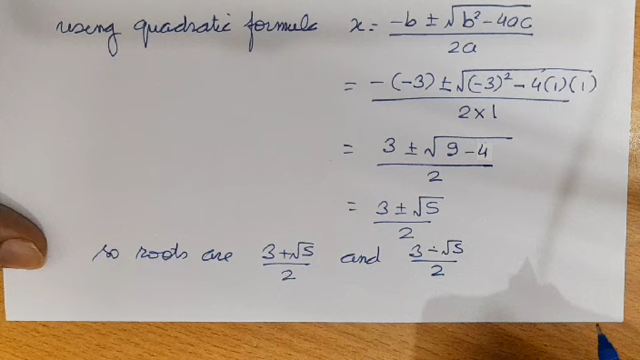 using quadratic formula x = (-b ± √(b² - 4ac)) / 2a
= (-(-3) ± √((-3)² - 4(1)(1))) / 2×1
= (3 ± √(9 - 4)) / 2
= (3 ± √5) / 2
so roots are (3+√5)/2 and (3-√5)/2